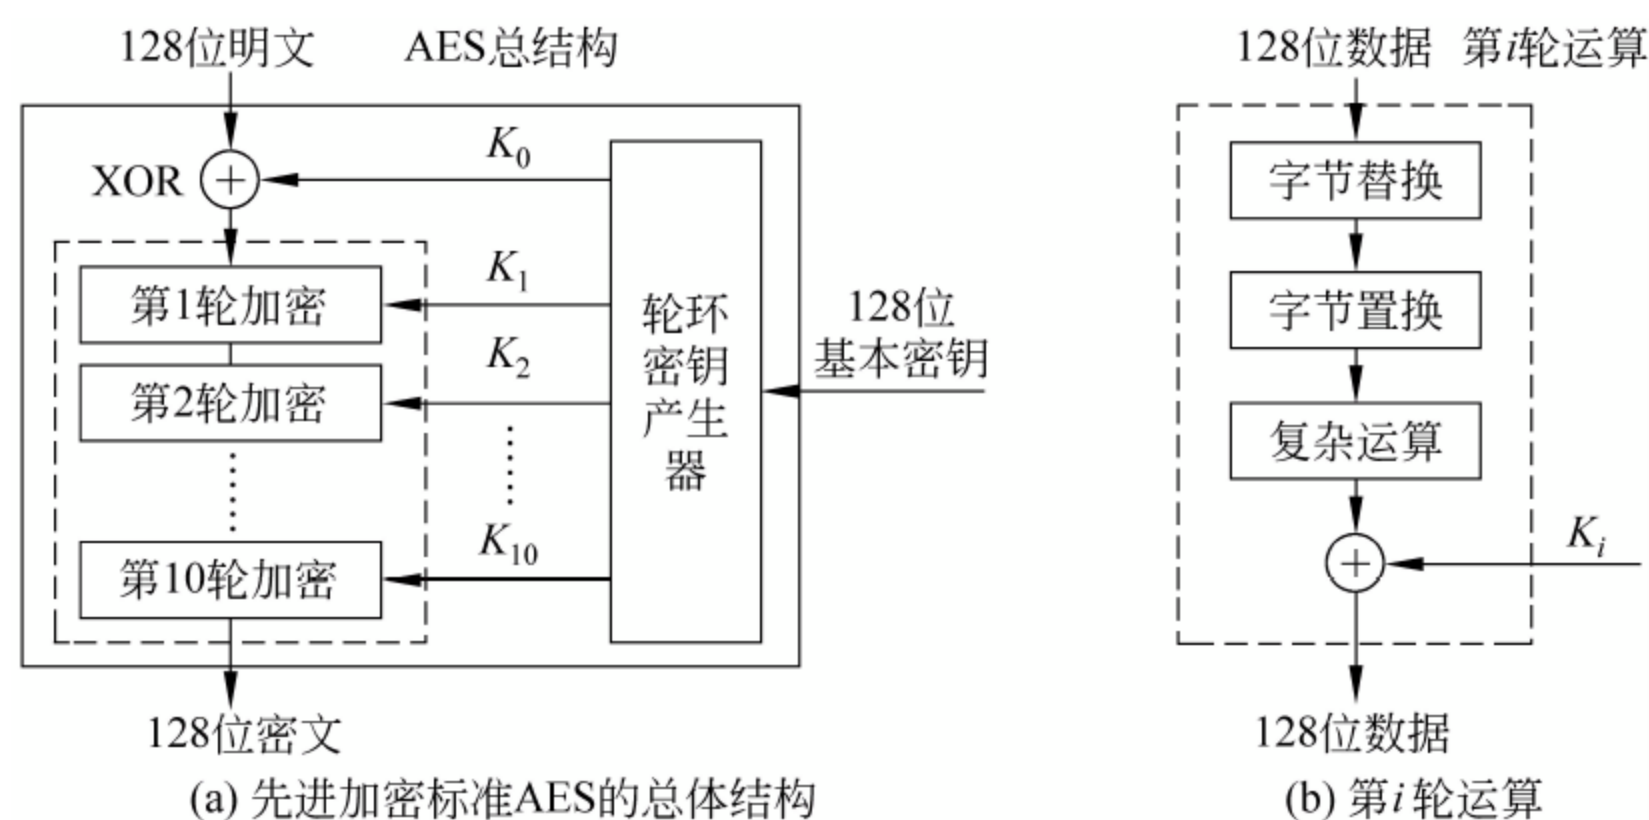 128位明文
AES总结构
XOR
K0
第1轮加密
K1
第2轮加密
K2
第10轮加密
K10
轮环
密钥
产生
器
128位
基本密钥
128位密文
(a) 先进加密标准AES的总体结构
128位数据
第i轮运算
字节替换
字节置换
复杂运算
Ki
128位数据
(b) 第i轮运算